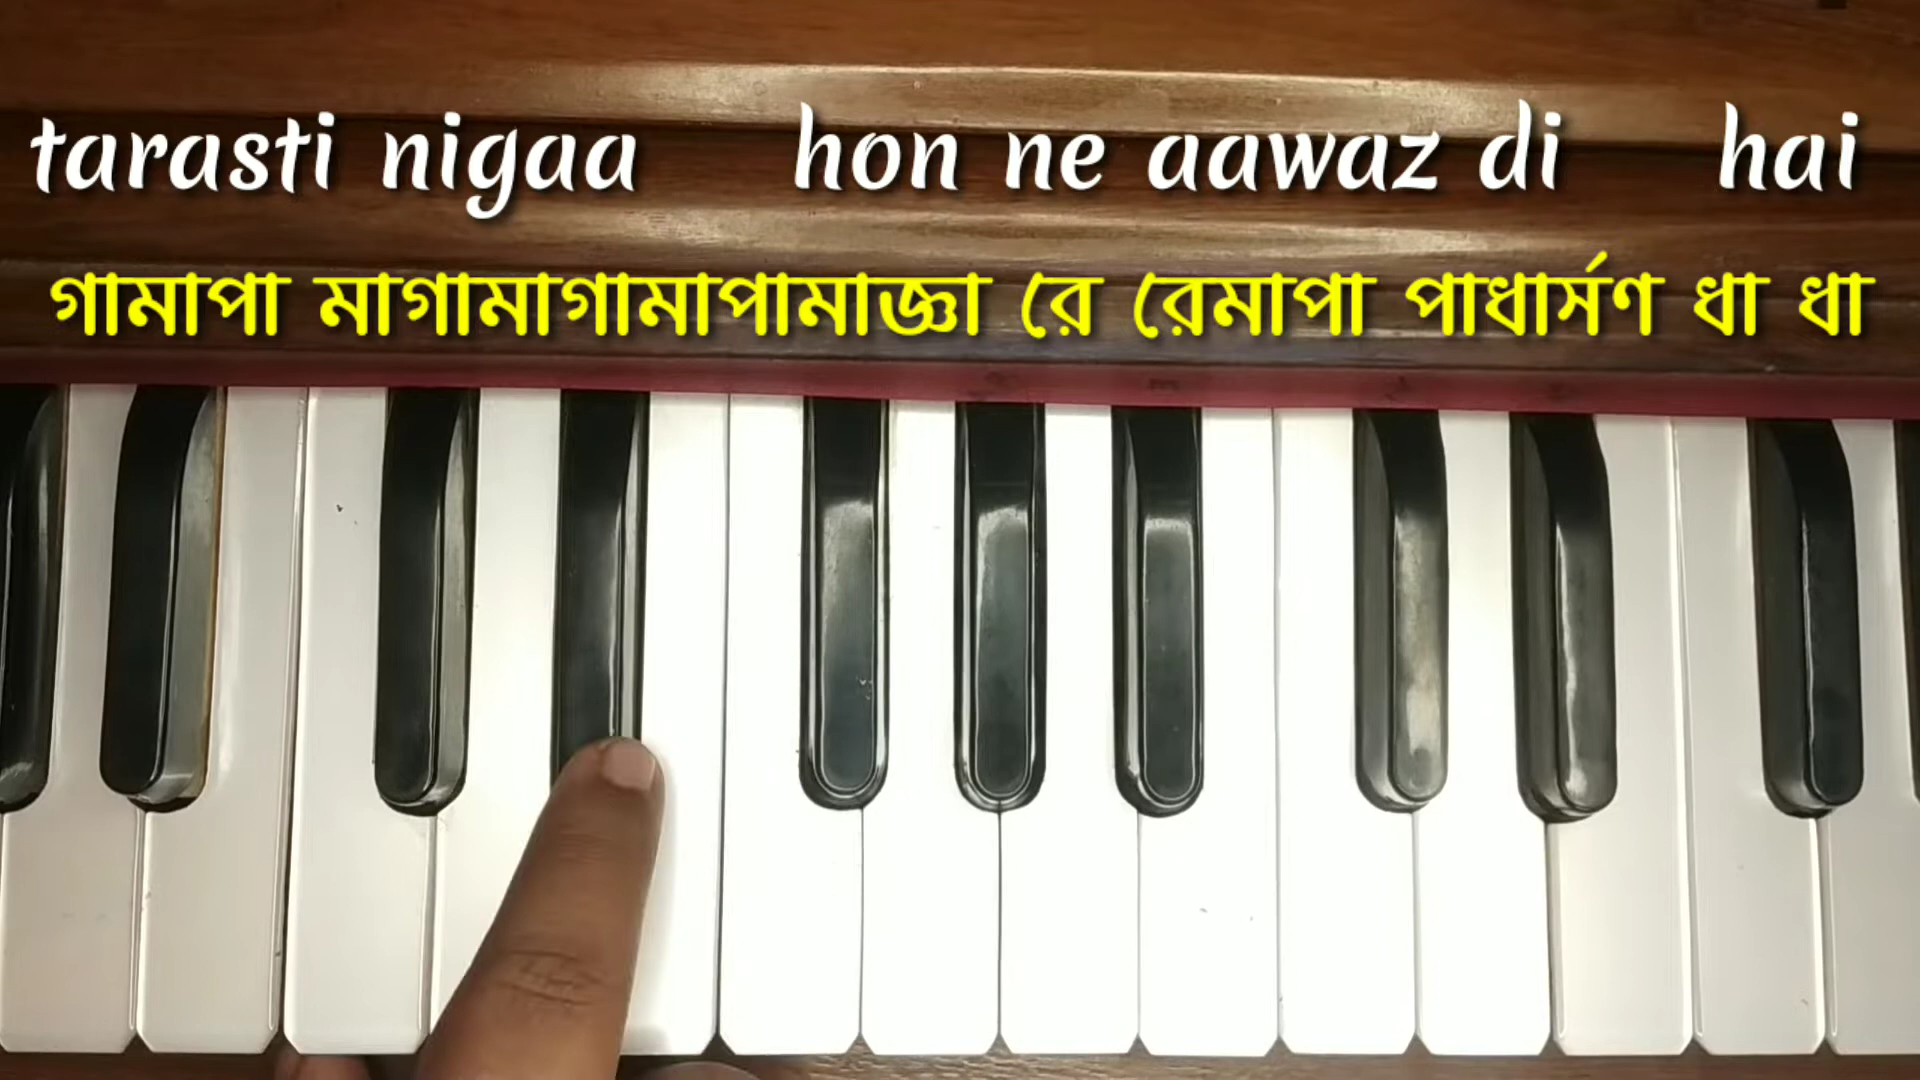 tarasti nigaa hon ne aawaz di hai
গামাপা মাগামাগামাপামাজ্ঞা রে রেমাপা পাধার্সণ ধা ধা